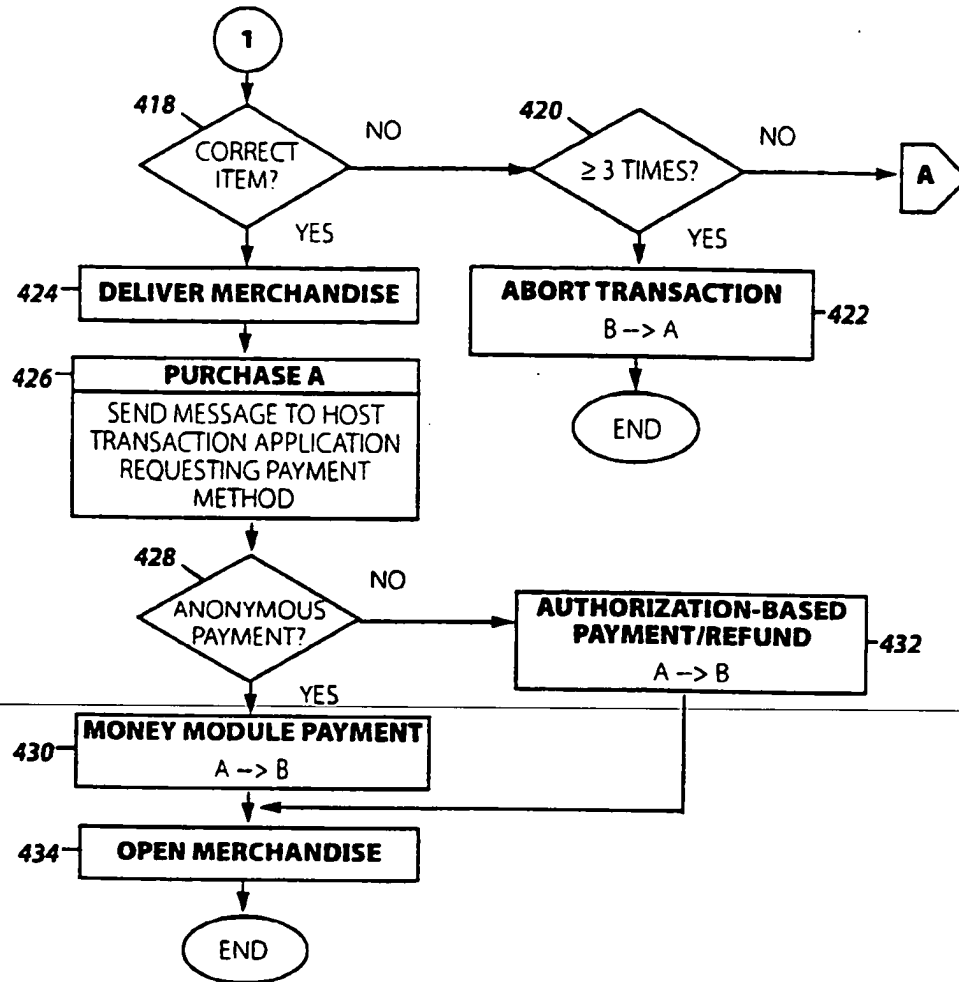 1
418
CORRECT
ITEM?
NO
420
≥ 3 TIMES?
NO
A
YES
YES
424
DELIVER MERCHANDISE
ABORT TRANSACTION
B --> A
422
END
426
PURCHASE A
SEND MESSAGE TO HOST
TRANSACTION APPLICATION
REQUESTING PAYMENT
METHOD
428
ANONYMOUS
PAYMENT?
NO
AUTHORIZATION-BASED
PAYMENT/REFUND
A --> B
432
YES
430
MONEY MODULE PAYMENT
A --> B
434
OPEN MERCHANDISE
END